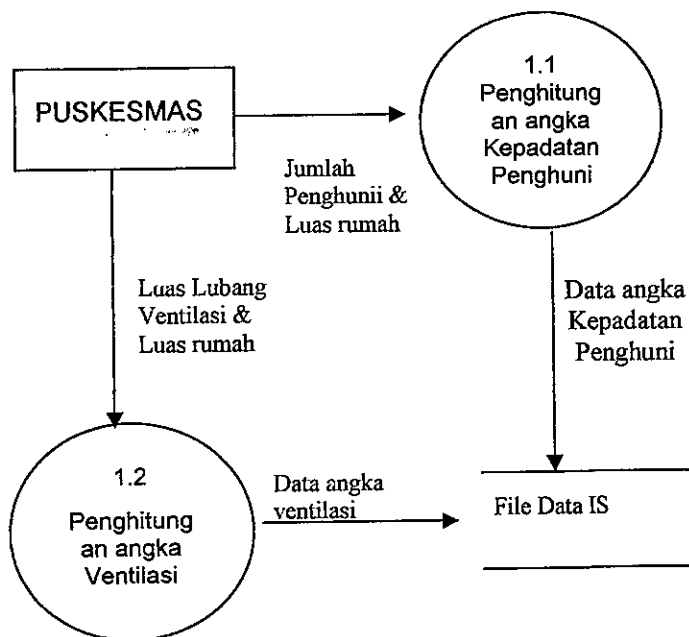 PUSKESMAS
1.1
Penghitung
an angka
Kepadatan
Penghuni
Jumlah
Penghunii &
Luas rumah
Luas Lubang
Ventilasi &
Luas rumah
Data angka
Kepadatan
Penghuni
1.2
Penghitung
an angka
Ventilasi
Data angka
ventilasi
File Data IS